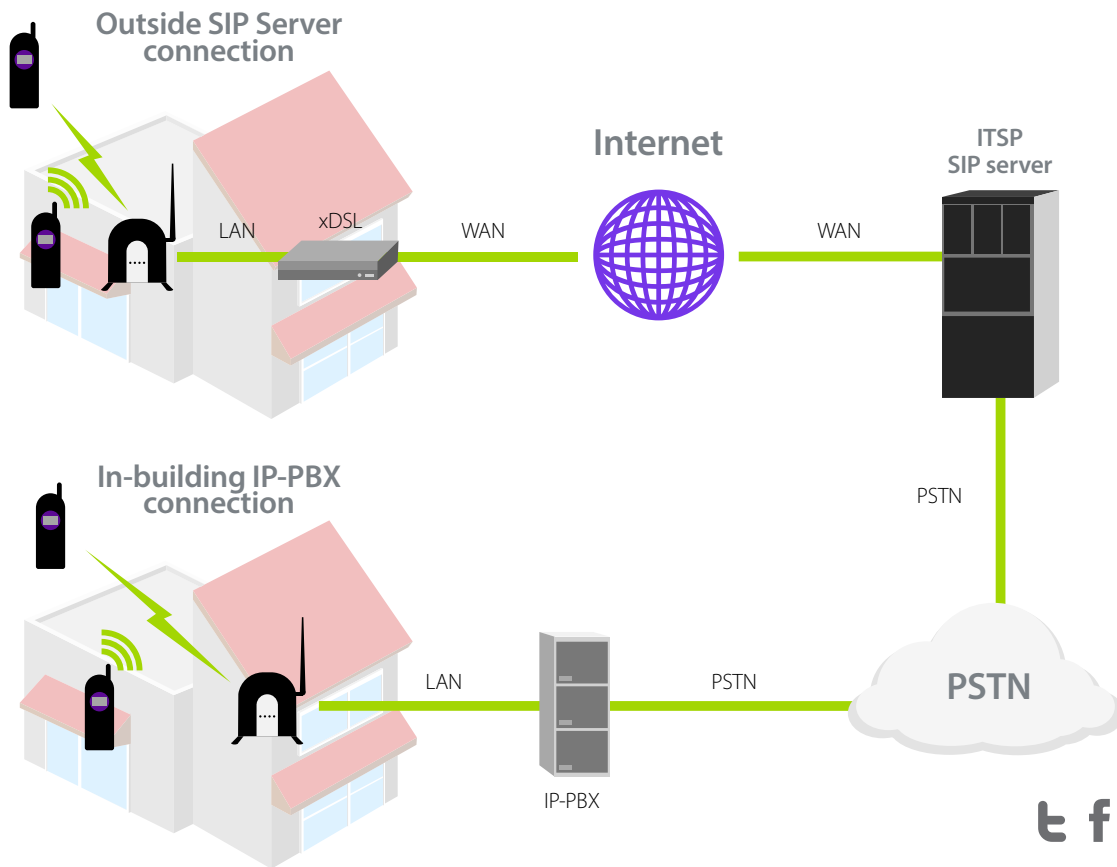 Outside SIP Server
connection
Internet
ITSP
SIP server
LAN
xDSL
WAN
WAN
PSTN
In-building IP-PBX
connection
LAN
PSTN
PSTN
IP-PBX
t f